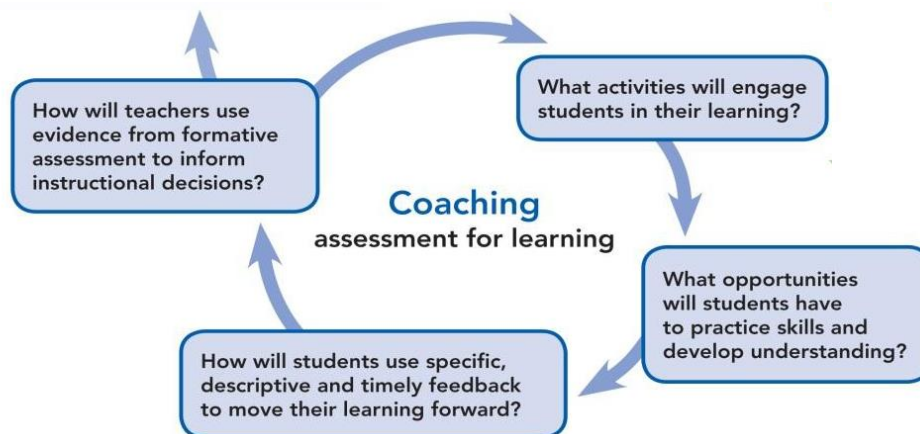 How will teachers use
evidence from formative
assessment to inform
instructional decisions?
What activities will engage
students in their learning?
Coaching
assessment for learning
What opportunities
will students have
to practice skills and
develop understanding?
How will students use specific,
descriptive and timely feedback
to move their learning forward?